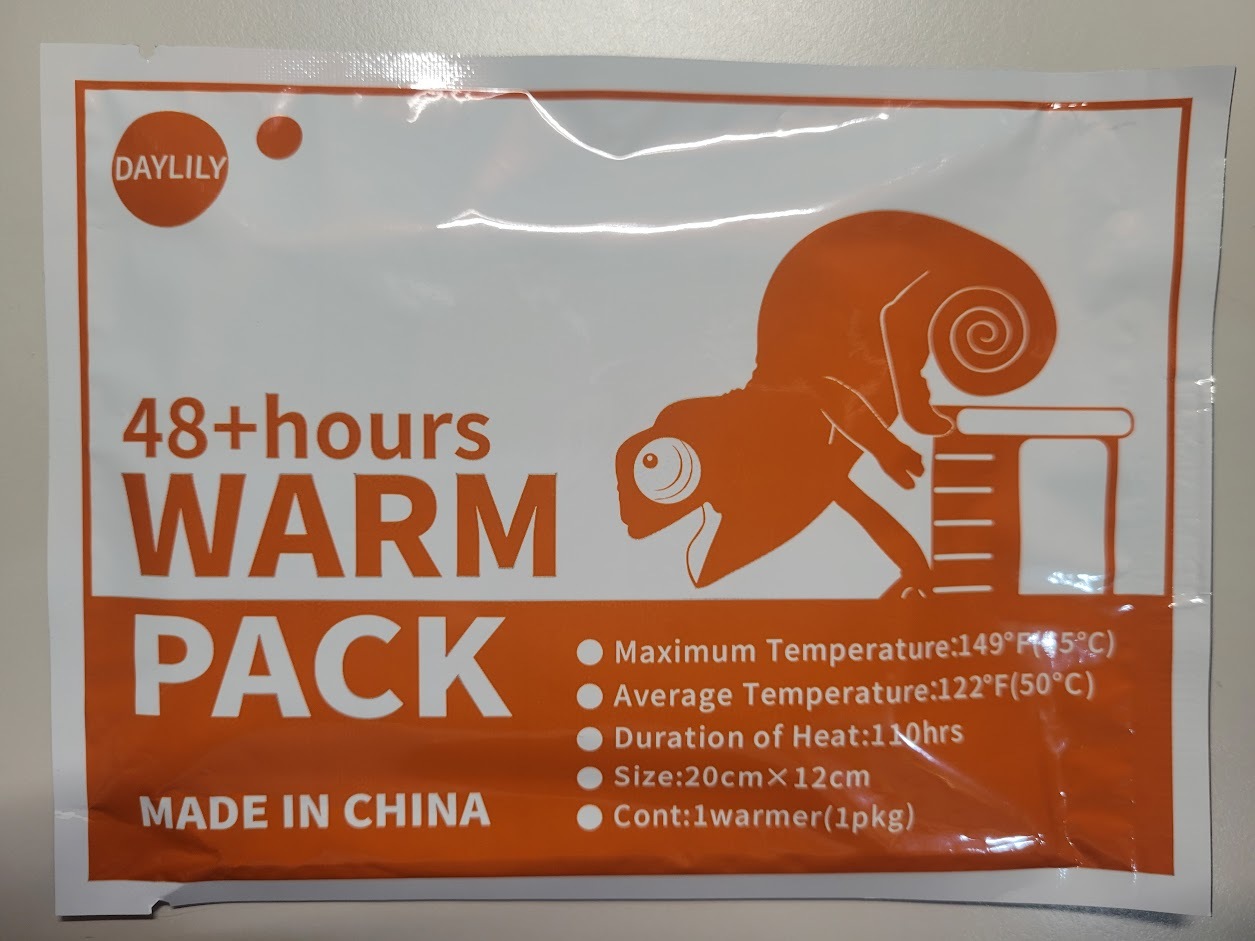 DAYLILY
48+hours
WARM
PACK
MADE IN CHINA
Maximum Temperature:149°F(65°C)
Average Temperature:122°F(50°C)
Duration of Heat:110hrs
Size:20cm×12cm
Cont:1warmer(1pkg)